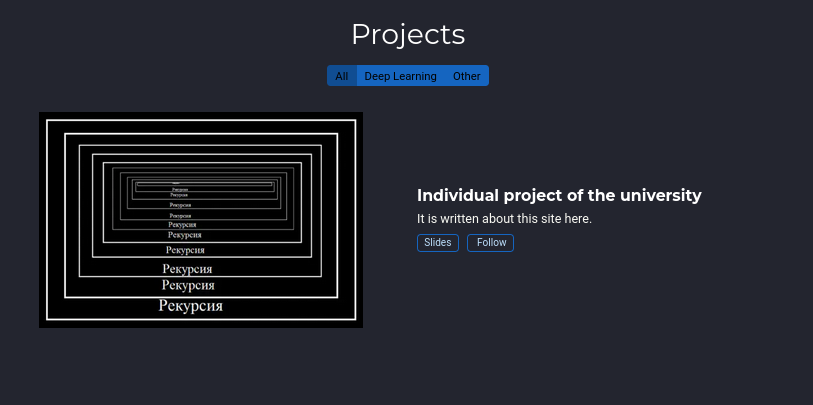 Projects
All Deep Learning Other
Рекурсия
Рекурсия
Рекурсия
Рекурсия
Рекурсия
Рекурсия
Рекурсия
Рекурсия
Рекурсия
Рекурсия
Individual project of the university
It is written about this site here.
Slides Follow